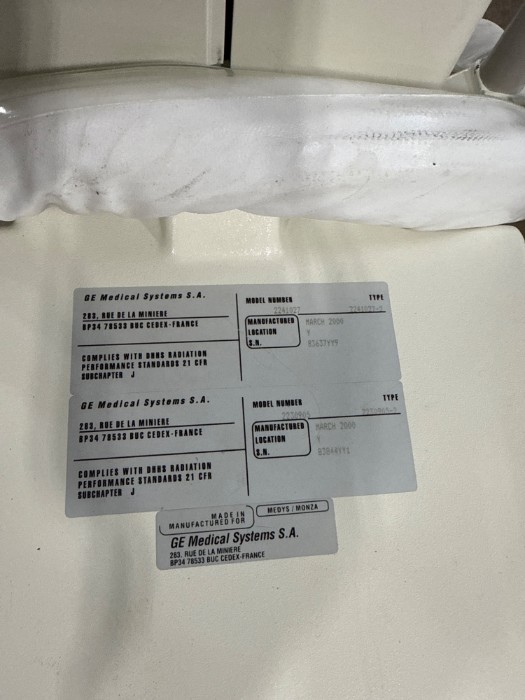 GE Medical Systems S.A.
283, RUE DE LA MINIERE
BP34 78533 BUC CEDEX-FRANCE
COMPLIES WITH DHHS RADIATION
PERFORMANCE STANDARDS 21 CFR
SUBCHAPTER J
MODEL NUMBER TYPE
2241027
MANUFACTURED MARCH 2000
LOCATION Y
S.N.
GE Medical Systems S.A.
283, RUE DE LA MINIERE
BP34 78533 BUC CEDEX-FRANCE
COMPLIES WITH DHHS RADIATION
PERFORMANCE STANDARDS 21 CFR
SUBCHAPTER J
MODEL NUMBER TYPE
MANUFACTURED MARCH 2000
LOCATION Y
S.N.
MADE IN MEDYS / MONZA
MANUFACTURED FOR
GE Medical Systems S.A.
283, RUE DE LA MINIERE
BP34 78533 BUC CEDEX-FRANCE